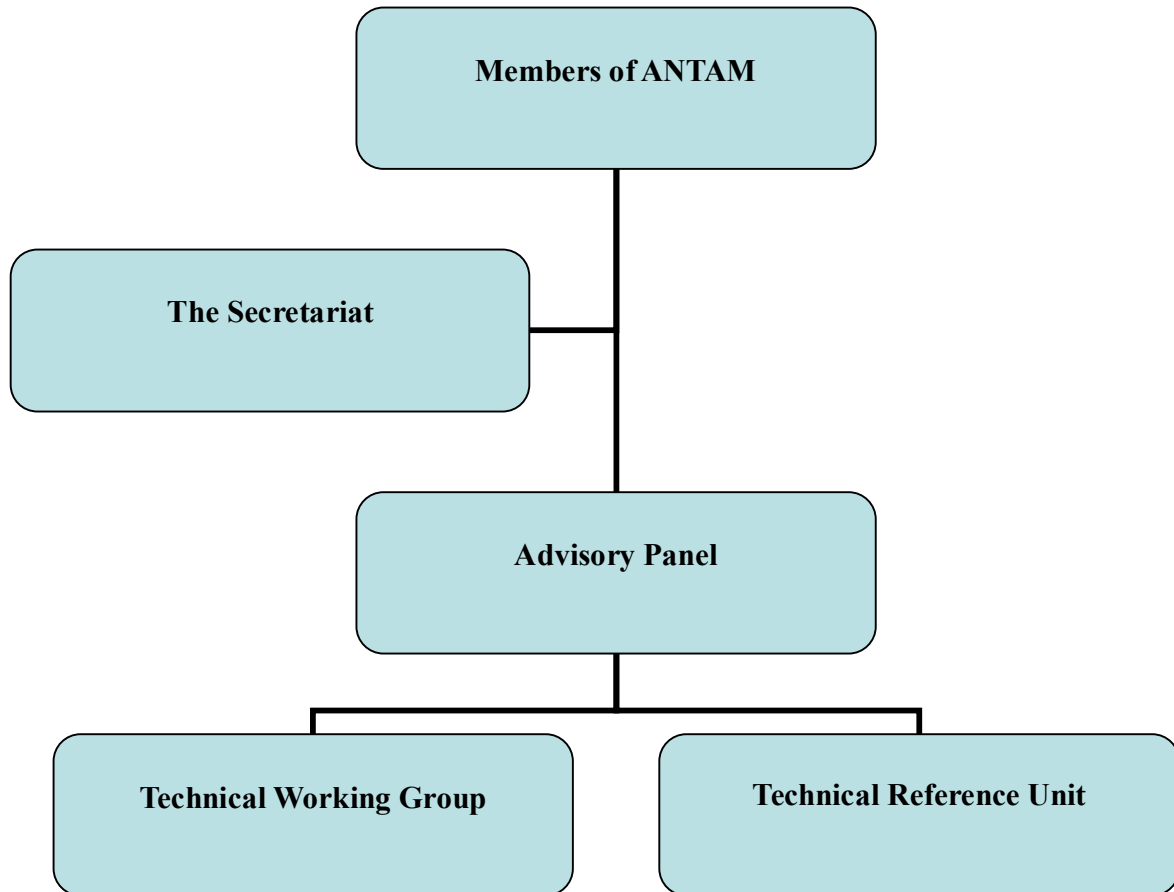 Members of ANTAM
The Secretariat
Advisory Panel
Technical Working Group
Technical Reference Unit